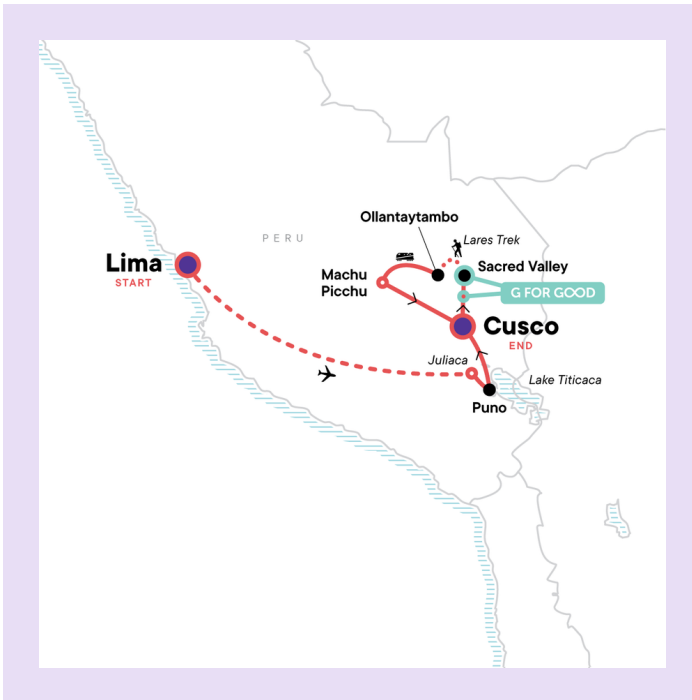 Ollantaytambo
PERU
Lares Trek
Lima
START
Machu
Picchu
Sacred Valley
G FOR GOOD
Cusco
END
Juliaca
Lake Titicaca
Puno